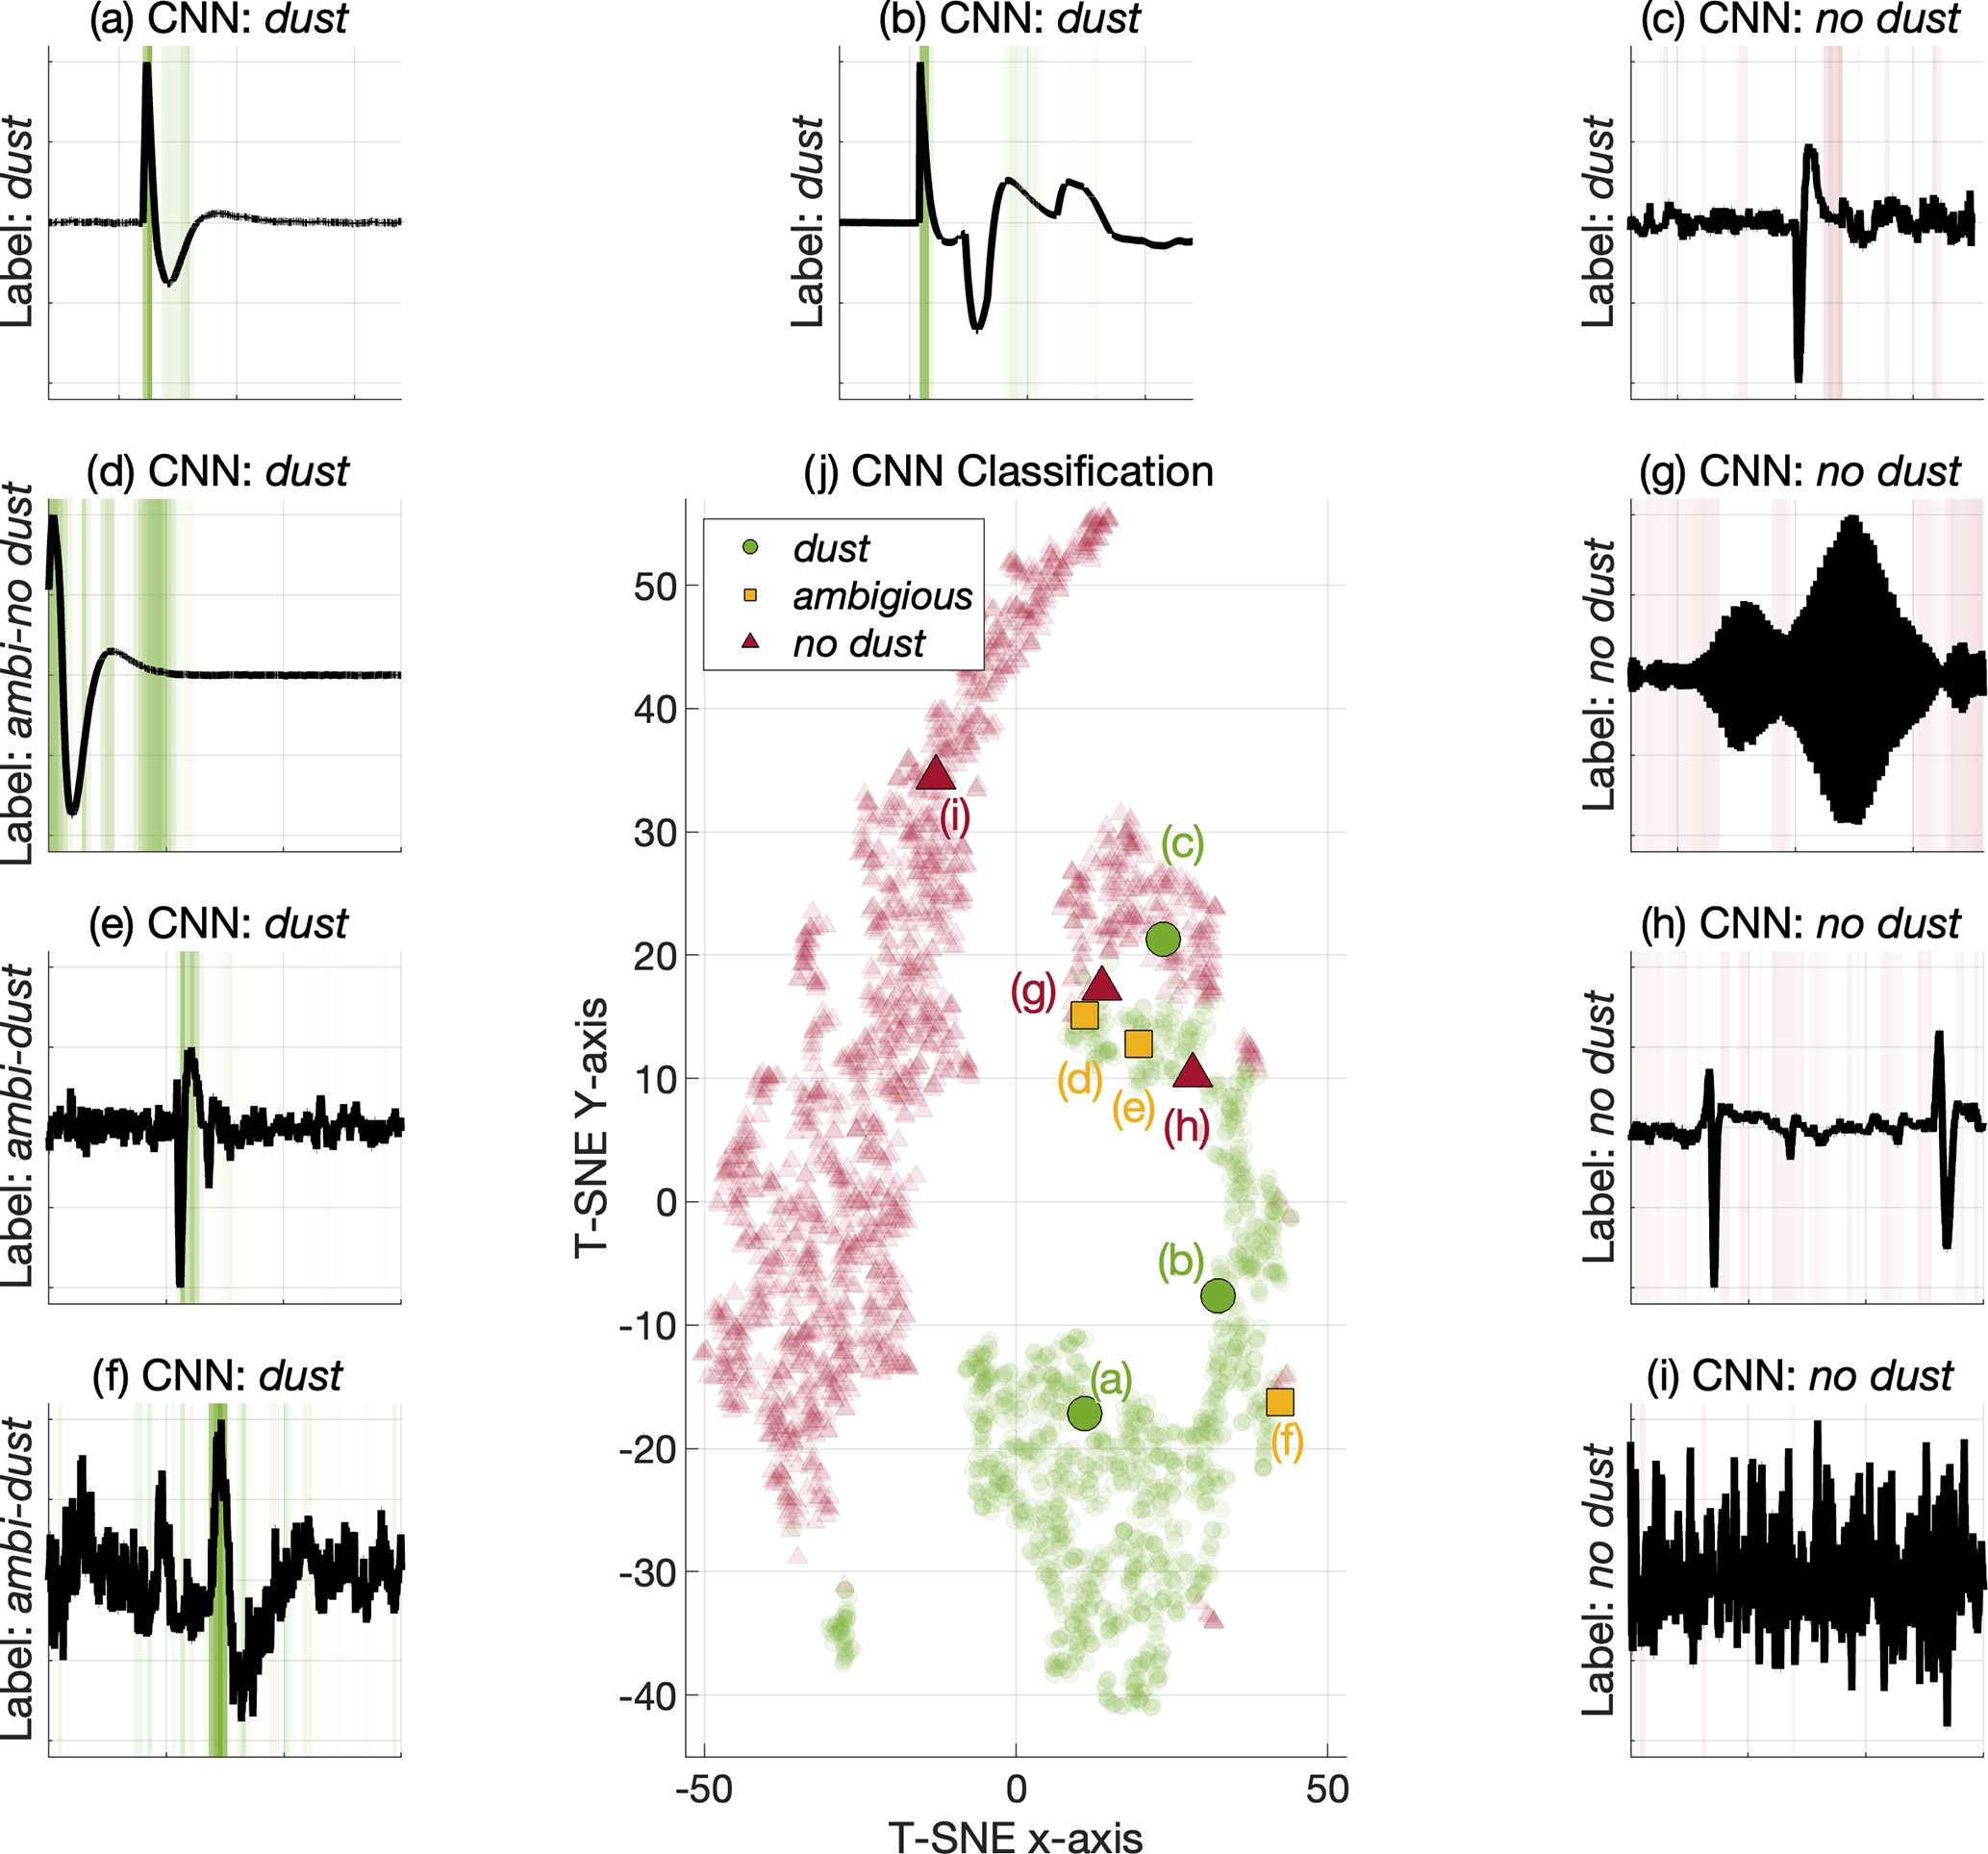 (a) CNN: dust
Label: dust
(b) CNN: dust
Label: dust
(c) CNN: no dust
Label: dust
(d) CNN: dust
Label: ambi-no dust
(j) CNN Classification
dust
ambigious
no dust
(g) CNN: no dust
Label: no dust
(e) CNN: dust
Label: ambi-dust
(h) CNN: no dust
Label: no dust
(f) CNN: dust
Label: ambi-dust
(i) CNN: no dust
Label: no dust
T-SNE Y-axis
50
40
30
20
10
0
-10
-20
-30
-40
(i)
(c)
(g)
(d)
(e)
(h)
(b)
(a)
(f)
-50
0
50
T-SNE x-axis